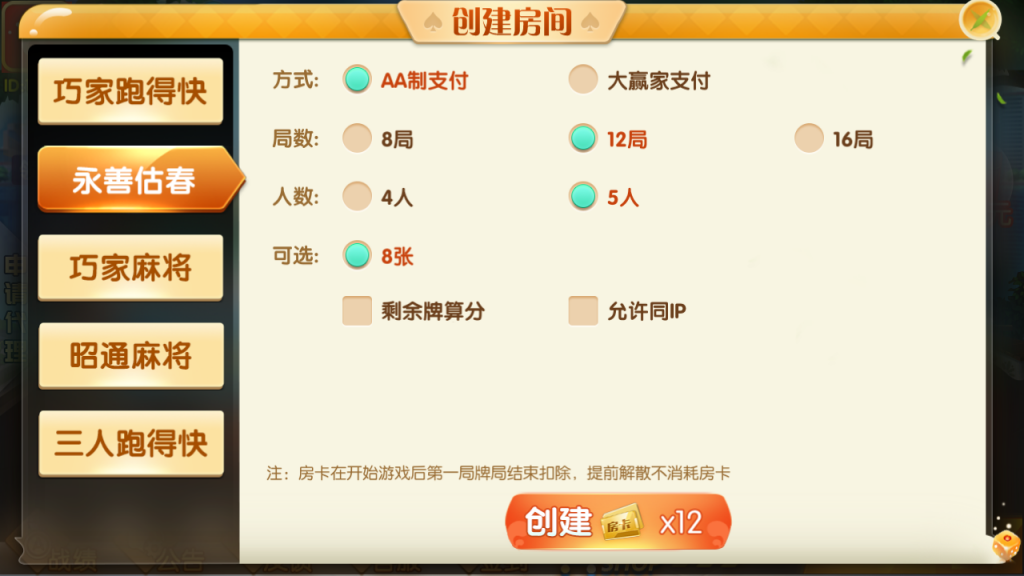 创建房间
巧家跑得快
永善估春
巧家麻将
昭通麻将
三人跑得快
方式: AA制支付 大赢家支付
局数: 8局 12局 16局
人数: 4人 5人
可选: 8张
剩余牌算分 允许同IP
注：房卡在开始游戏后第一局牌局结束扣除，提前解散不消耗房卡
创建 房卡 x12
申请代理